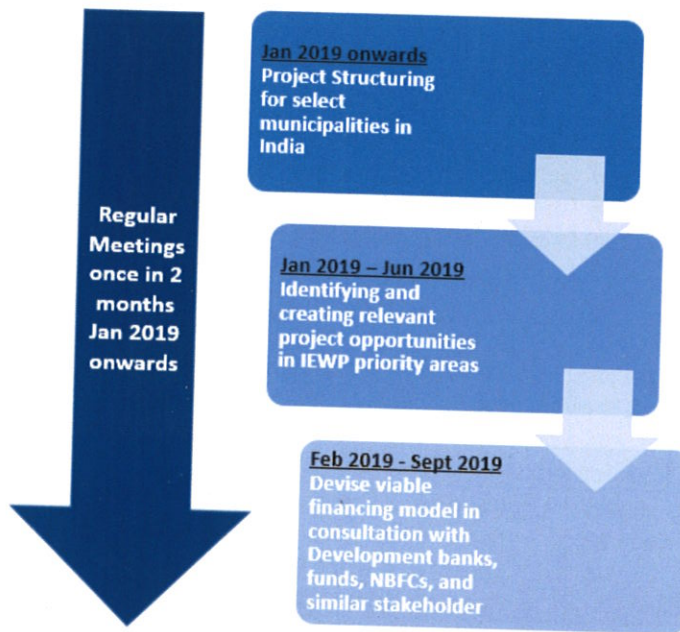 Regular
Meetings
once in 2
months
Jan 2019
onwards
Jan 2019 onwards
Project Structuring
for select
municipalities in
India
Jan 2019 – Jun 2019
Identifying and
creating relevant
project opportunities
in IEWP priority areas
Feb 2019 - Sept 2019
Devise viable
financing model in
consultation with
Development banks,
funds, NBFCs, and
similar stakeholder